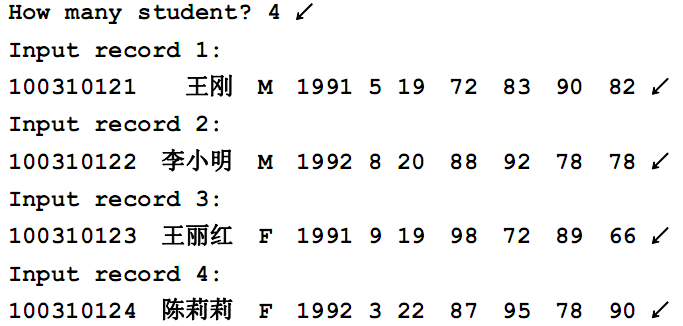 How many student? 4 ↙
Input record 1:
100310121 王刚 M 1991 5 19 72 83 90 82 ↙
Input record 2:
100310122 李小明 M 1992 8 20 88 92 78 78 ↙
Input record 3:
100310123 王丽红 F 1991 9 19 98 72 89 66 ↙
Input record 4:
100310124 陈莉莉 F 1992 3 22 87 95 78 90 ↙